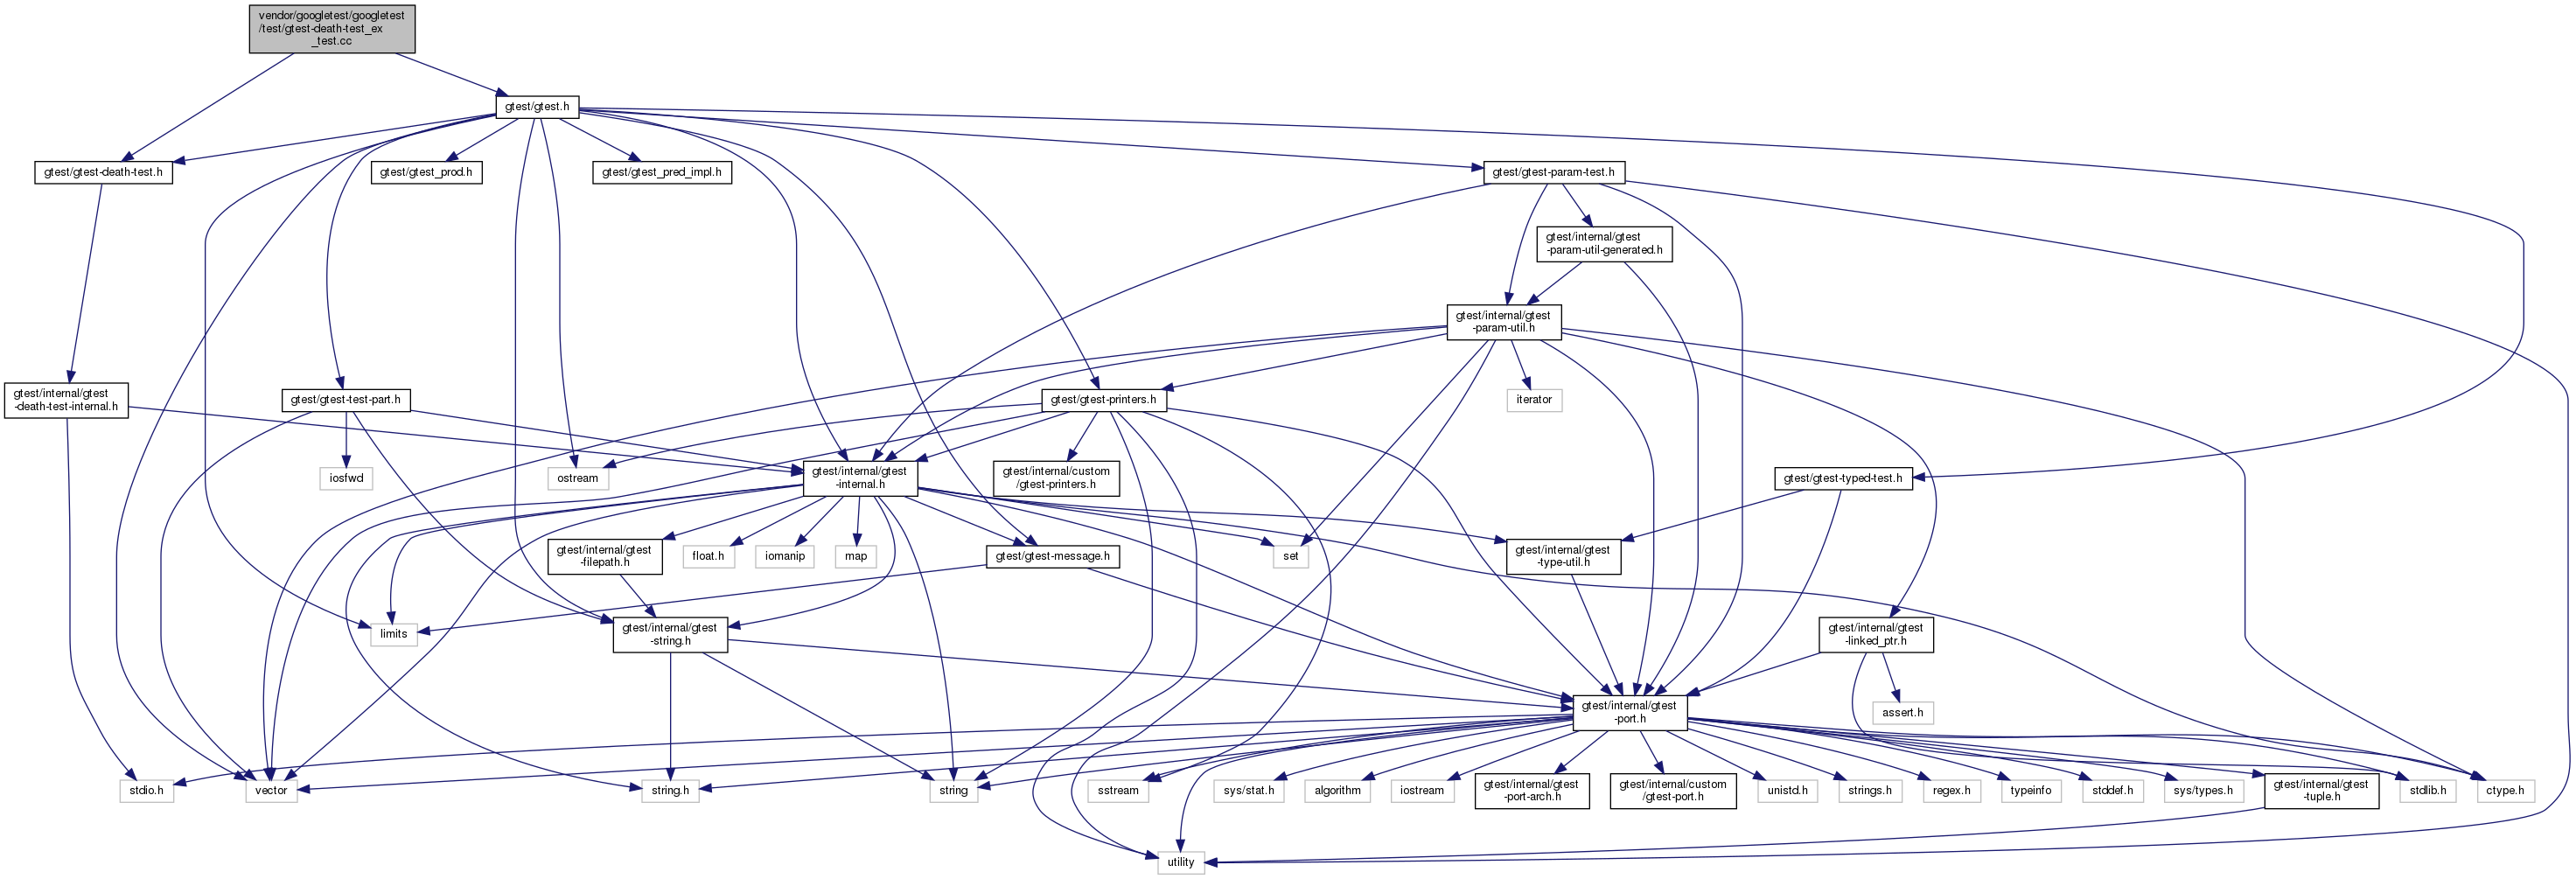 vendor/googletest/googletest
/test/gtest-death-test_ex
_test.cc
gtest/gtest.h
gtest/gtest-death-test.h
gtest/gtest_prod.h
gtest/gtest_pred_impl.h
gtest/gtest-param-test.h
gtest/internal/gtest
-param-util-generated.h
gtest/internal/gtest
-param-util.h
gtest/internal/gtest
-death-test-internal.h
gtest/gtest-test-part.h
gtest/gtest-printers.h
iterator
iosfwd
ostream
gtest/internal/gtest
-internal.h
gtest/internal/custom
/gtest-printers.h
gtest/gtest-typed-test.h
gtest/internal/gtest
-filepath.h
float.h
iomanip
map
gtest/gtest-message.h
set
gtest/internal/gtest
-type-util.h
limits
gtest/internal/gtest
-string.h
gtest/internal/gtest
-linked_ptr.h
gtest/internal/gtest
-port.h
assert.h
stdio.h
vector
string.h
string
sstream
sys/stat.h
algorithm
iostream
gtest/internal/gtest
-port-arch.h
gtest/internal/custom
/gtest-port.h
unistd.h
strings.h
regex.h
typeinfo
stddef.h
sys/types.h
gtest/internal/gtest
-tuple.h
stdlib.h
ctype.h
utility